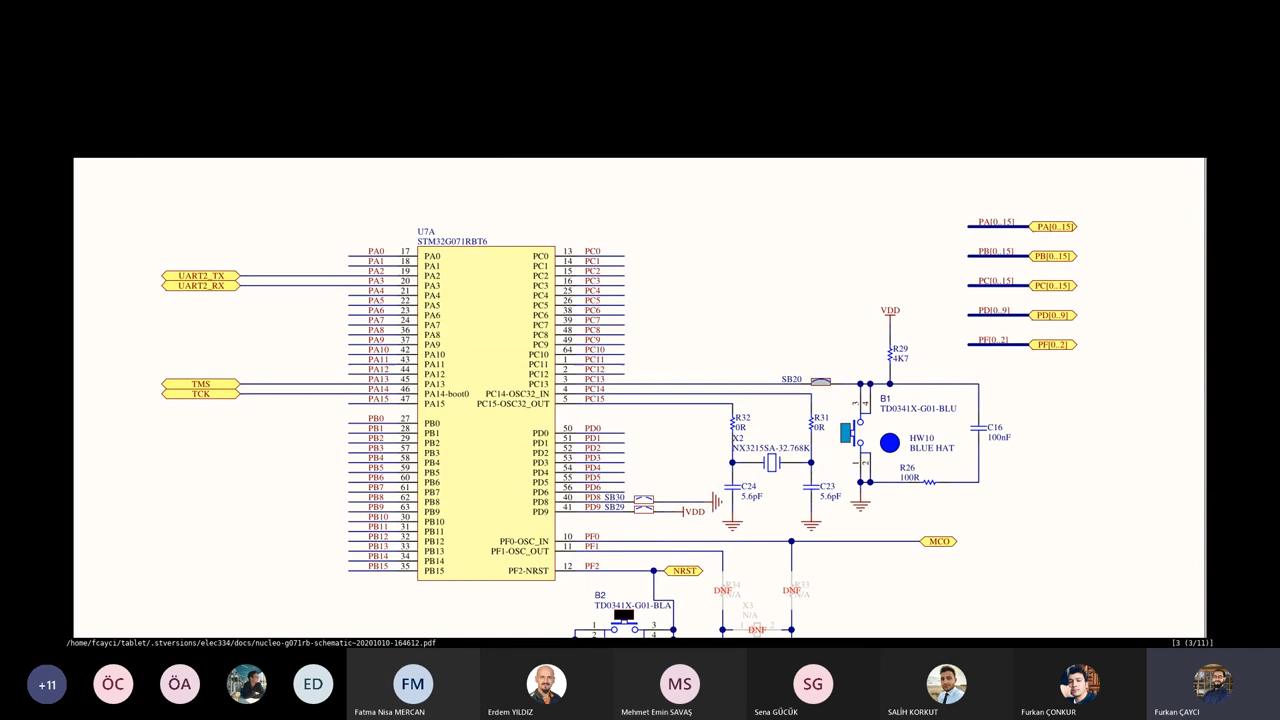 U7A
STM32G071RBT6
PA0 17 PA0 PC0 13 PC0
PA1 18 PA1 PC1 14 PC1
UART2_TX PA2 19 PA2 PC2 15 PC2
UART2_RX PA3 20 PA3 PC3 16 PC3
PA4 21 PA4 PC4 25 PC4
PA5 22 PA5 PC5 26 PC5
PA6 23 PA6 PC6 38 PC6
PA7 24 PA7 PC7 39 PC7
PA8 36 PA8 PC8 48 PC8
PA9 37 PA9 PC9 49 PC9
PA10 42 PA10 PC10 64 PC10
PA11 43 PA11 PC11 1 PC11
PA12 44 PA12 PC12 2 PC12
TMS PA13 45 PA13 PC13 3 PC13
TCK PA14 46 PA14-boot0 PC14-OSC32_IN 4 PC14
PA15 47 PA15 PC15-OSC32_OUT 5 PC15
PB0 27 PB0
PB1 28 PB1 PD0 50 PD0
PB2 29 PB2 PD1 51 PD1
PB3 57 PB3 PD2 52 PD2
PB4 58 PB4 PD3 53 PD3
PB5 59 PB5 PD4 54 PD4
PB6 60 PB6 PD5 55 PD5
PB7 61 PB7 PD6 56 PD6
PB8 62 PB8 PD8 40 PD8 SB30
PB9 63 PB9 PD9 41 PD9 SB29 VDD
PB10 30 PB10
PB11 31 PB11
PB12 32 PB12 PF0-OSC_IN 10 PF0 MCO
PB13 33 PB13 PF1-OSC_OUT 11 PF1
PB14 34 PB14
PB15 35 PB15 PF2-NRST 12 PF2 NRST
PA[0..15] PA[0..15]
PB[0..15] PB[0..15]
PC[0..15] PC[0..15]
PD[0..9] PD[0..9]
PF[0..2] PF[0..2]
VDD
R29
4K7
SB20
3 4
B1
TD0341X-G01-BLU
HW10
BLUE HAT
1 2
R26
100R
C16
100nF
R32
0R
R31
0R
X2
NX3215SA-32.768K
C24
5.6pF
C23
5.6pF
R34
N/A
DNF
R33
N/A
DNF
X3
N/A
DNF 2
B2
TD0341X-G01-BLA
1 3
2 4
/home/fcayci/tablet/.stversions/elec334/docs/nucleo-g071rb-schematic~20201010-164612.pdf [3 (3/11)]
+11 ÖC ÖA ED FM MS SG
Fatma Nisa MERCAN Erdem YILDIZ Mehmet Emin SAVAŞ Sena GÜCÜK SALİH KORKUT Furkan ÇONKUR Furkan ÇAYCI